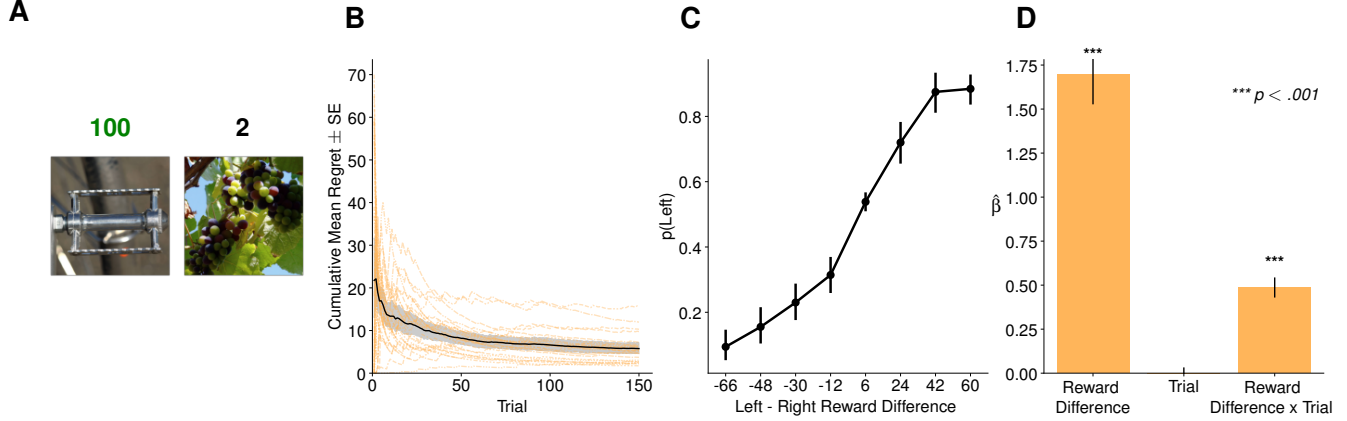 A
100
2
B
Cumulative Mean Regret ± SE
70
60
50
40
30
20
10
0
0
50
100
150
Trial
C
p(Left)
0.8
0.6
0.4
0.2
-66
-48
-30
-12
6
24
42
60
Left - Right Reward Difference
D
β̂
1.75
1.50
1.25
1.00
0.75
0.50
0.25
0.00
***
***
*** p < .001
Reward
Difference
Trial
Reward
Difference x Trial